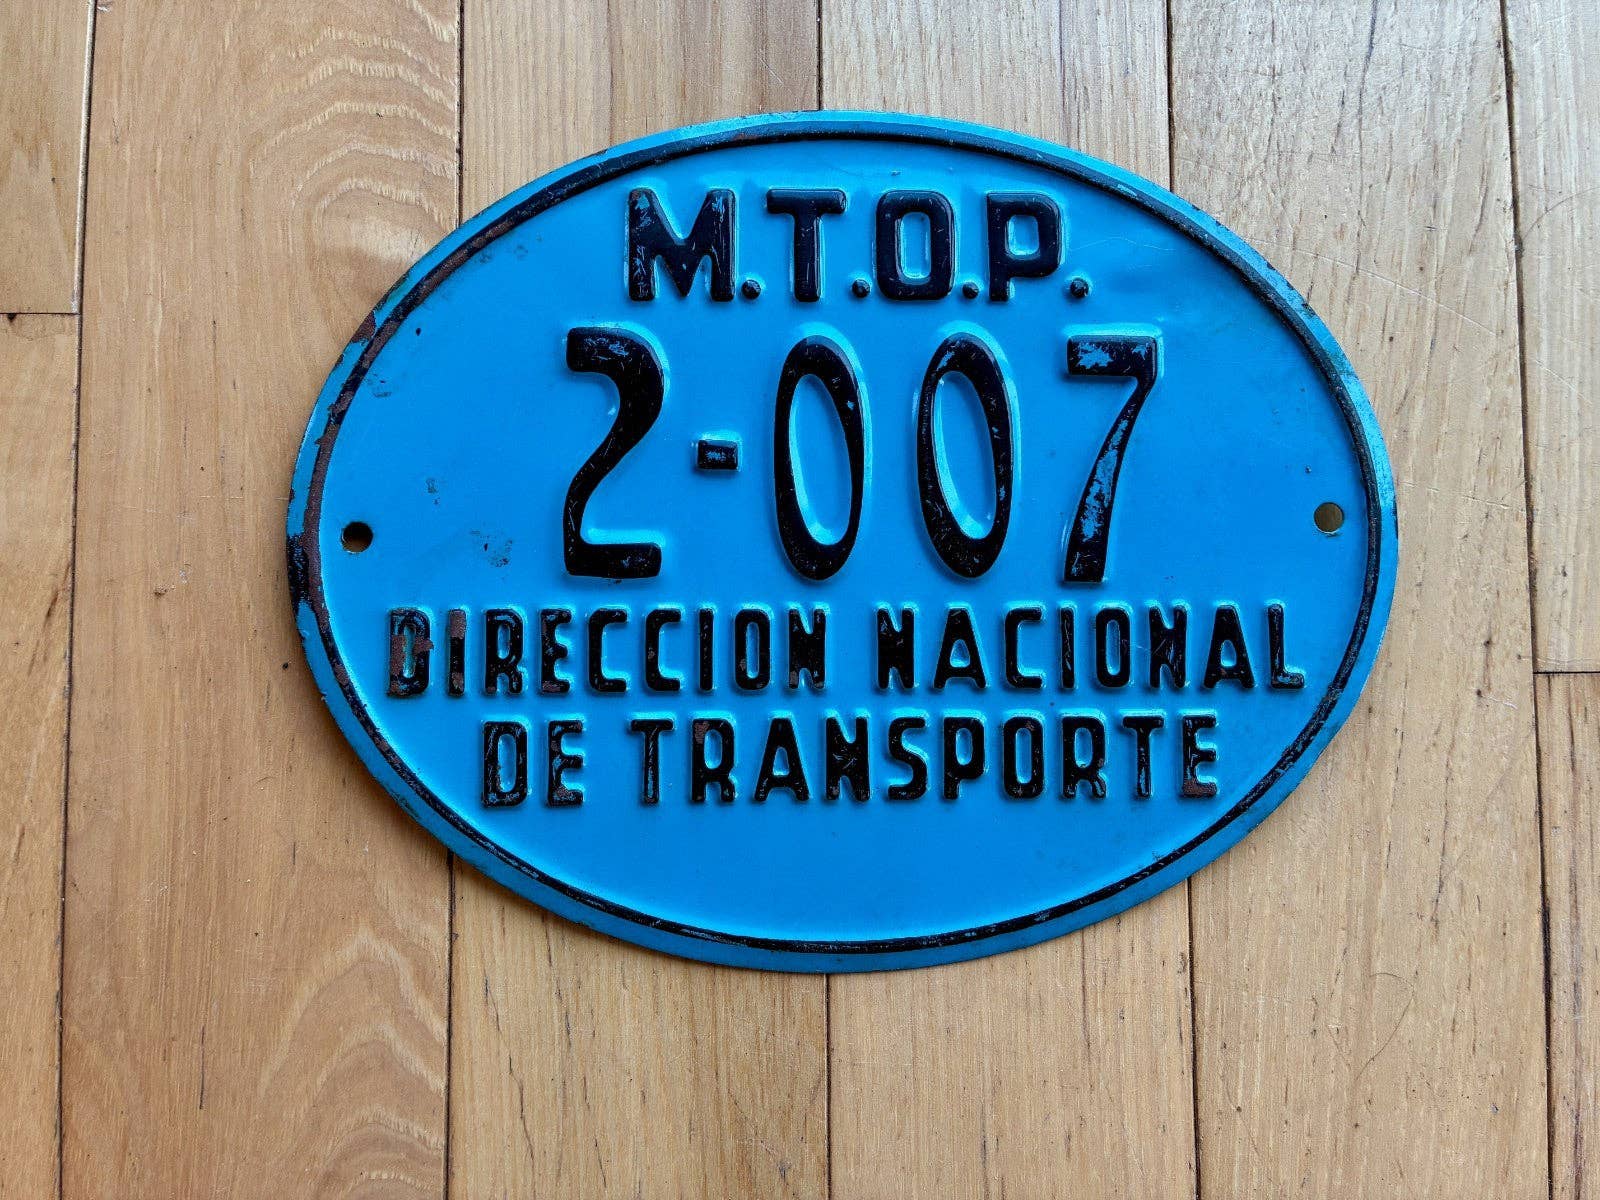 M.T.O.P.
2-007
DIRECCION NACIONAL
DE TRANSPORTE